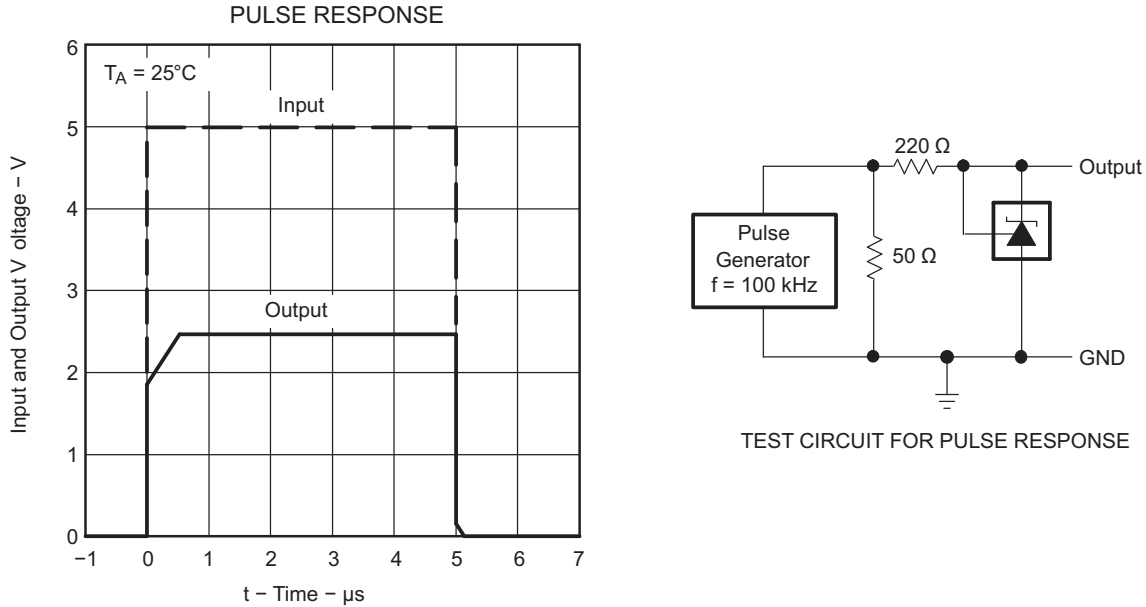 PULSE RESPONSE
6
5
4
3
2
1
0
Input and Output V oltage – V
T_A = 25°C
Input
Output
–1 0 1 2 3 4 5 6 7
t – Time – μs
220 Ω
Output
Pulse
Generator
f = 100 kHz
50 Ω
GND
TEST CIRCUIT FOR PULSE RESPONSE